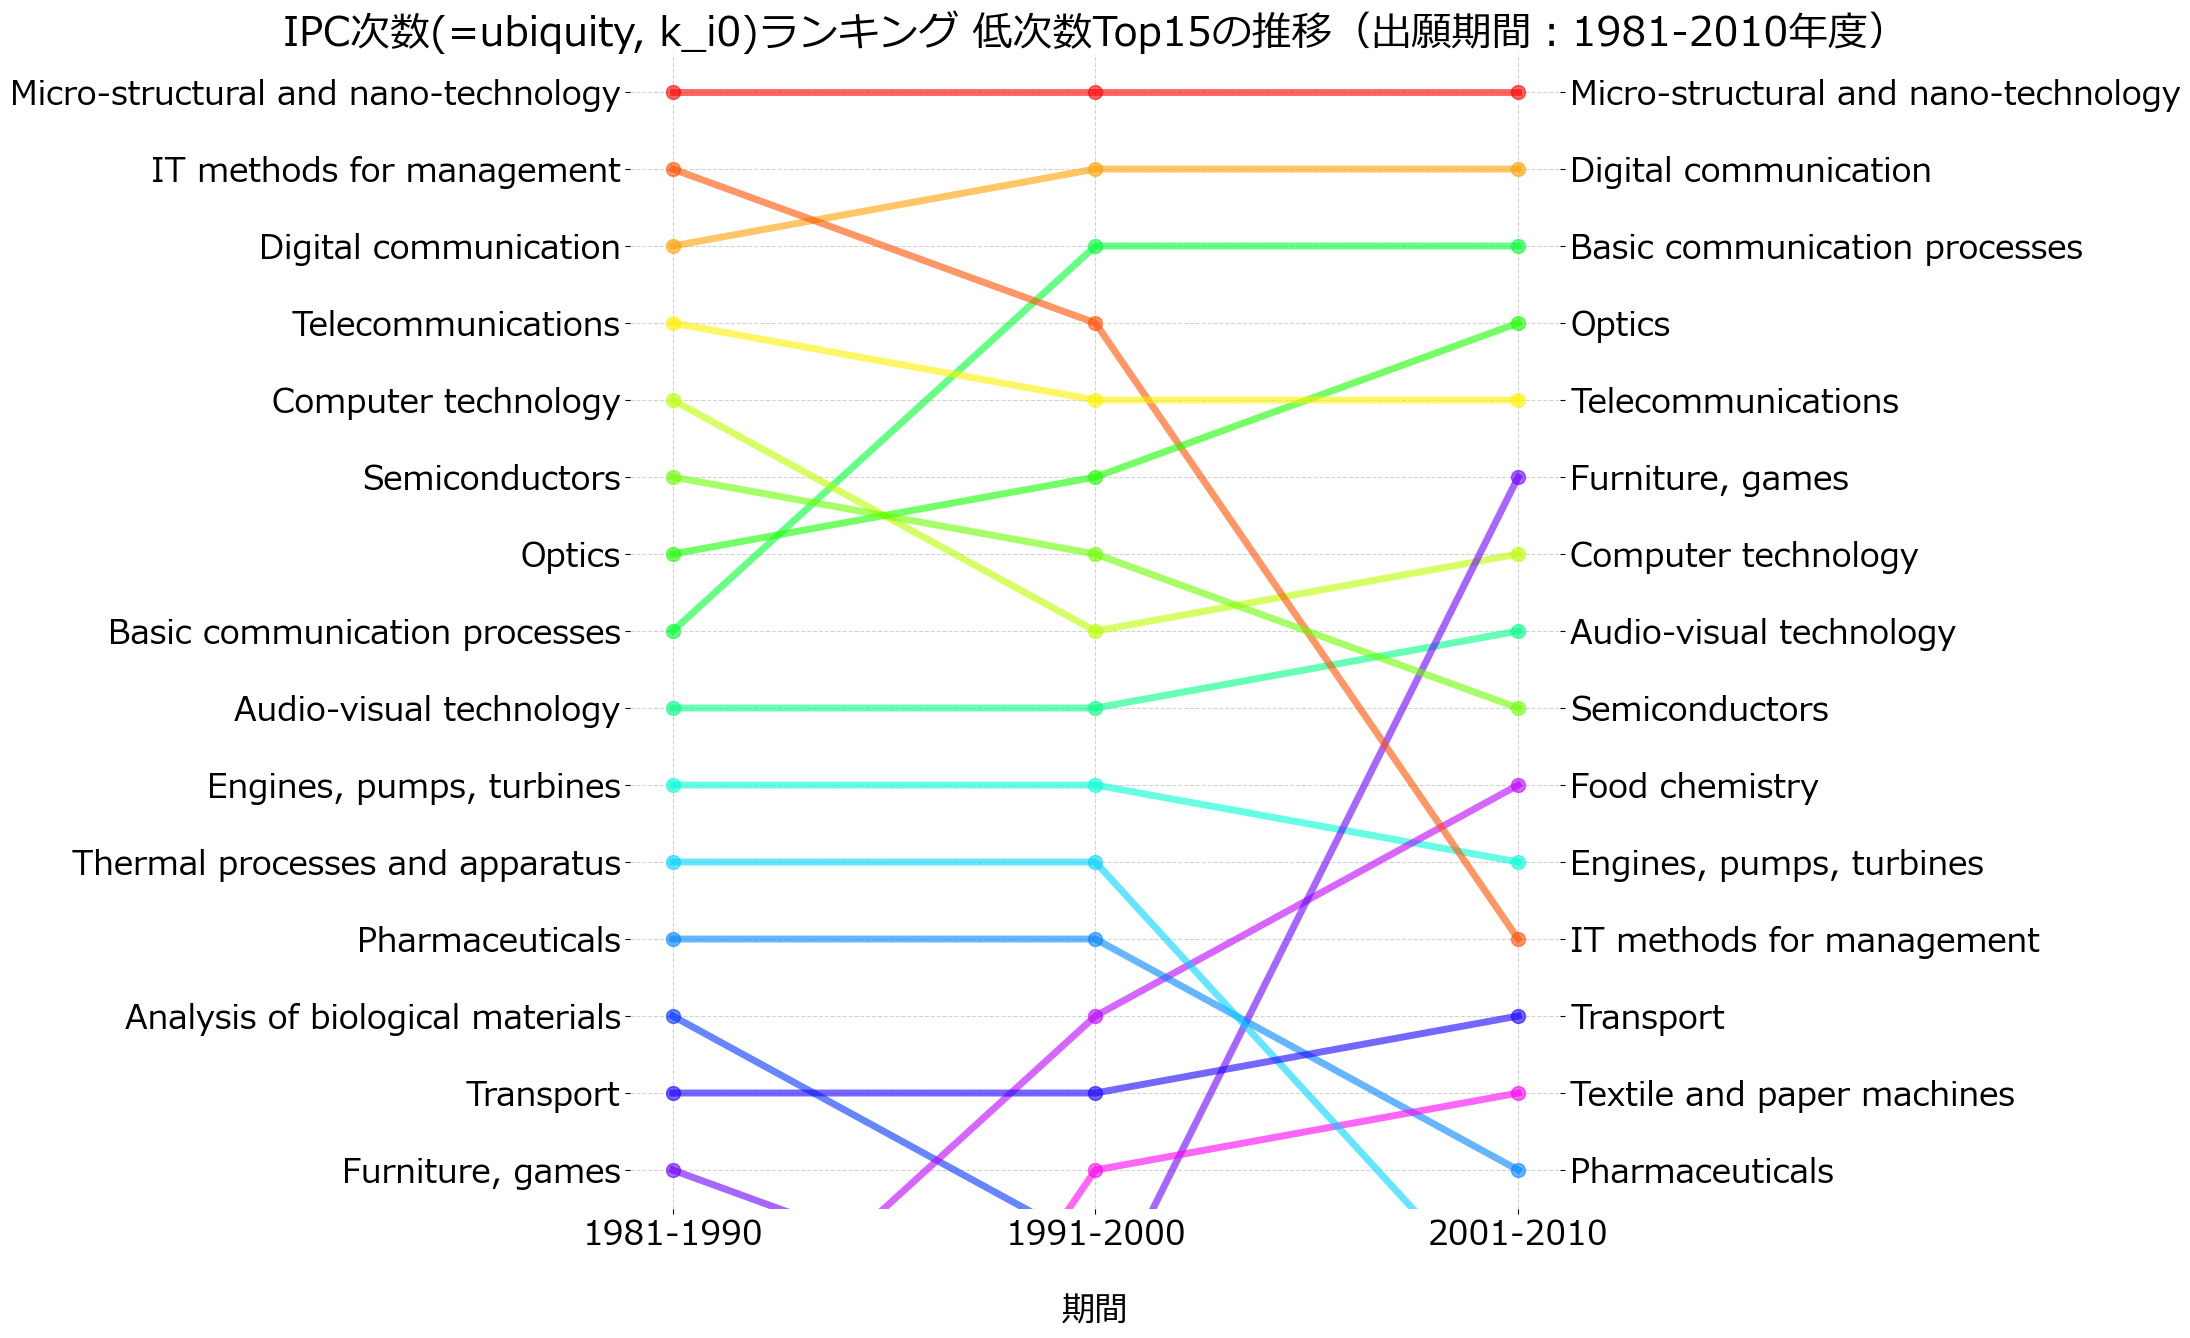 IPC次数(=ubiquity, k_i0)ランキング 低次数Top15の推移（出願期間：1981-2010年度）
Micro-structural and nano-technology
IT methods for management
Digital communication
Telecommunications
Computer technology
Semiconductors
Optics
Basic communication processes
Audio-visual technology
Engines, pumps, turbines
Thermal processes and apparatus
Pharmaceuticals
Analysis of biological materials
Transport
Furniture, games
Micro-structural and nano-technology
Digital communication
Basic communication processes
Optics
Telecommunications
Furniture, games
Computer technology
Audio-visual technology
Semiconductors
Food chemistry
Engines, pumps, turbines
IT methods for management
Transport
Textile and paper machines
Pharmaceuticals
1981-1990
1991-2000
2001-2010
期間